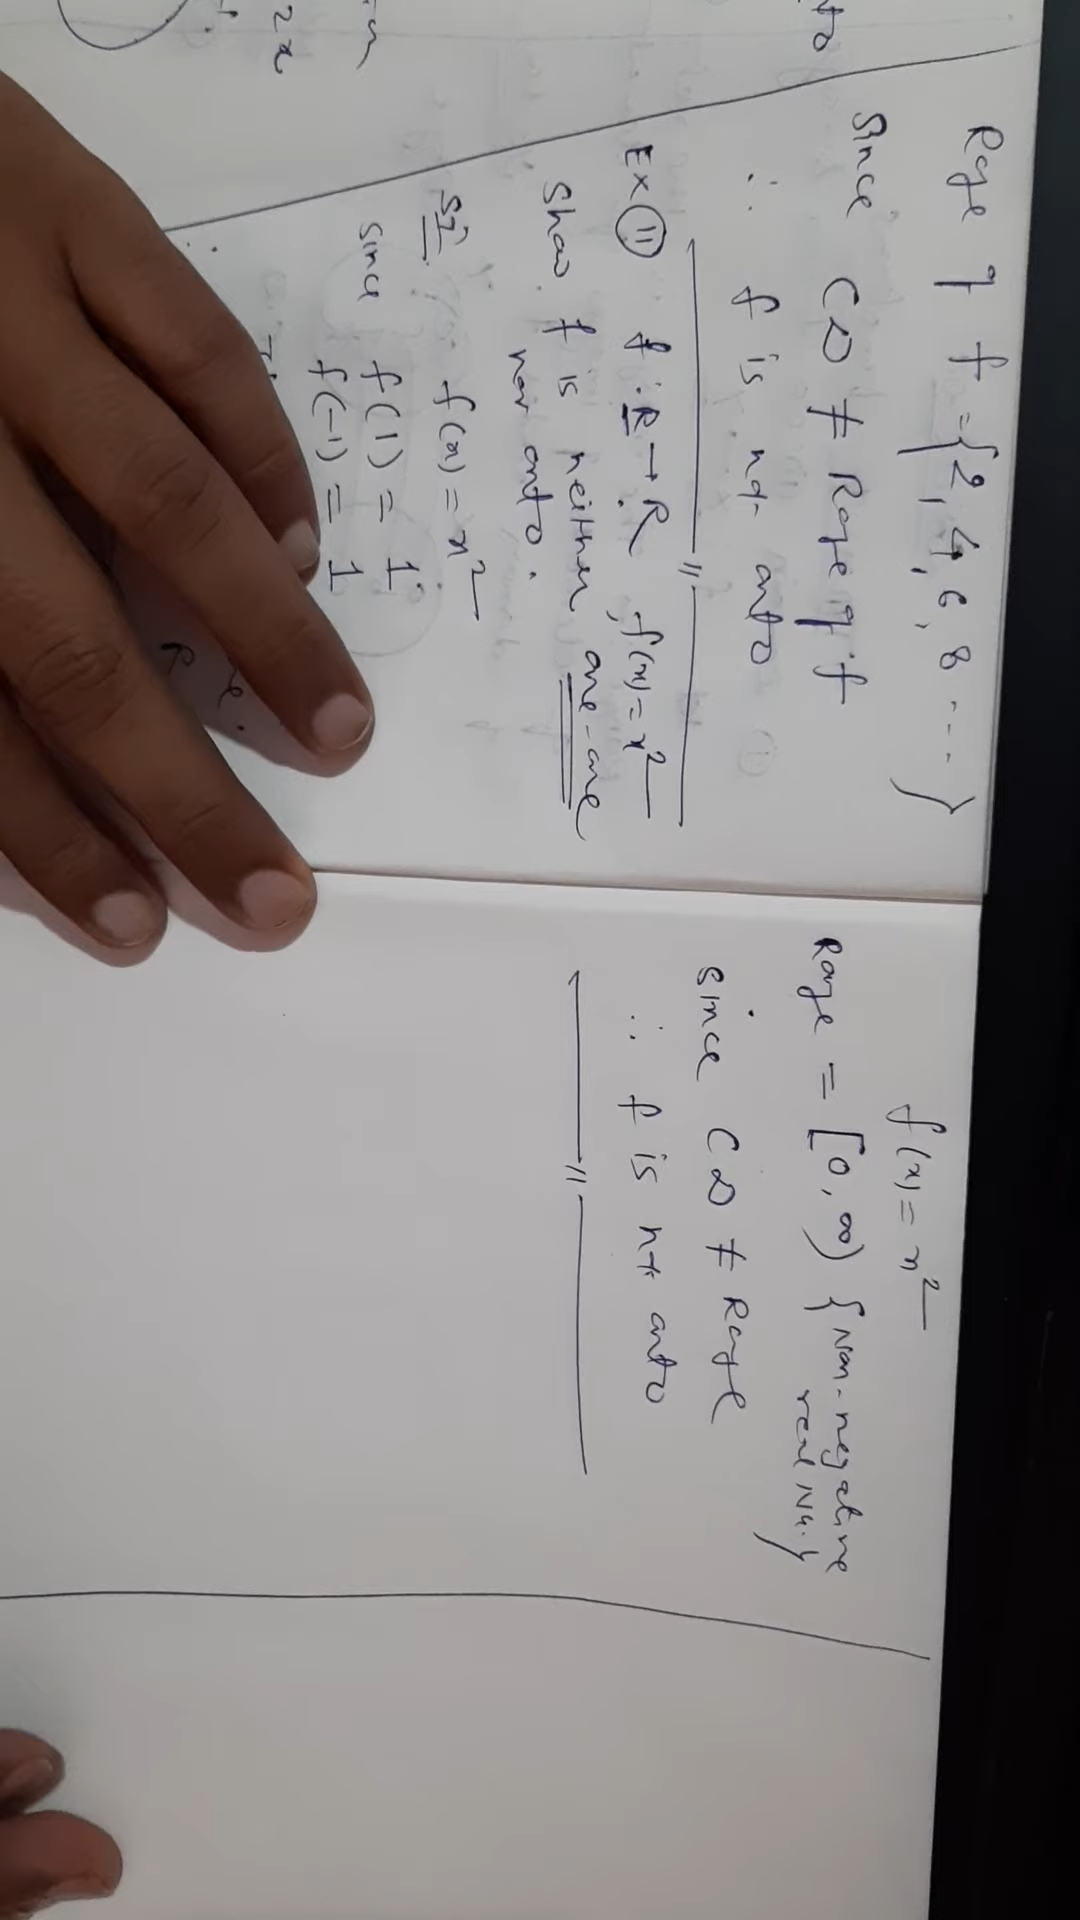 Range of f = {2, 4, 6, 8 ... }
Since CD ≠ Range of f
∴ f is not onto
Ex 11 f : R → R , f(x) = x²
Show f is neither one-one
nor onto.
Sol f(x) = x²
Since f(1) = 1
f(-1) = 1
2x
R
f(x) = x²
Range = [0, ∞) {Non-negative
real No.}
Since CD ≠ Range
∴ f is not onto